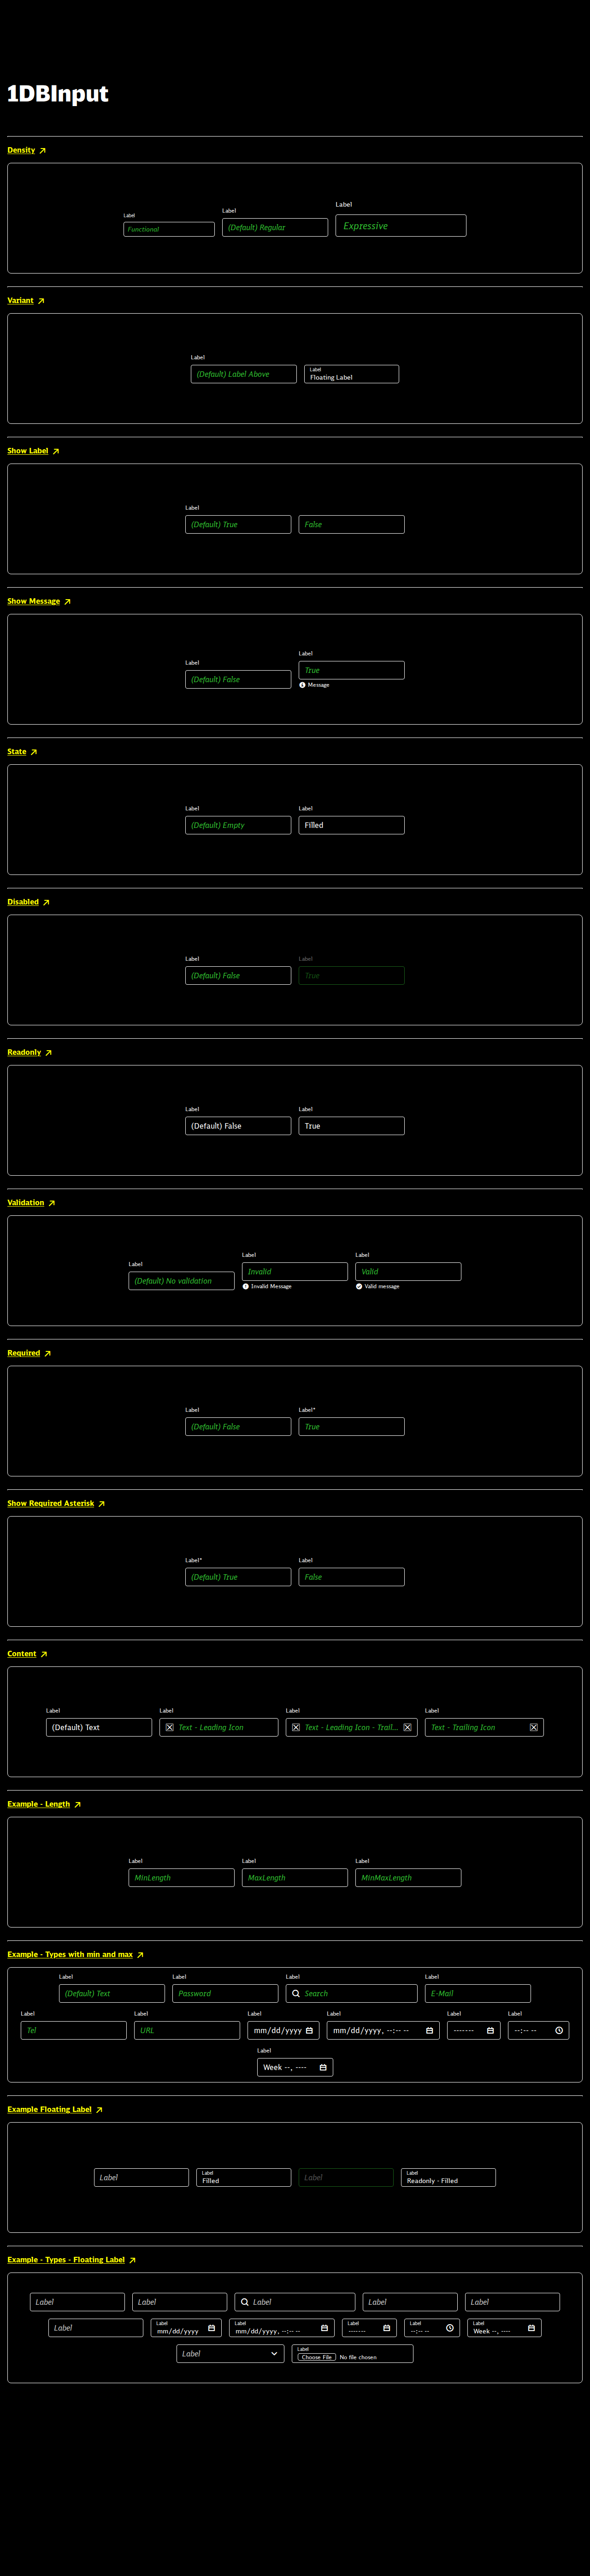 1DBInput
Density
Label Label Label
Functional (Default) Regular Expressive
Variant
Label Label
(Default) Label Above Floating Label
Show Label
Label
(Default) True False
Show Message
Label Label
(Default) False True
Message
State
Label Label
(Default) Empty Filled
Disabled
Label Label
(Default) False True
Readonly
Label Label
(Default) False True
Validation
Label Label Label
(Default) No validation Invalid Valid
Invalid Message Valid message
Required
Label Label*
(Default) False True
Show Required Asterisk
Label* Label
(Default) True False
Content
Label Label Label Label
(Default) Text Text - Leading Icon Text - Leading Icon - Trail... Text - Trailing Icon
Example - Length
Label Label Label
MinLength MaxLength MinMaxLength
Example - Types with min and max
Label Label Label Label
(Default) Text Password Search E-Mail
Label Label Label Label Label Label
Tel URL mm/dd/yyyy mm/dd/yyyy, --:-- -- ------- --:-- --
Label
Week --, ----
Example Floating Label
Label Label Label Label
Filled Readonly - Filled
Example - Types - Floating Label
Label Label Label Label Label
Label Label Label Label Label Label
mm/dd/yyyy mm/dd/yyyy, --:-- -- ------- --:-- -- Week --, ----
Label Label
Choose File No file chosen